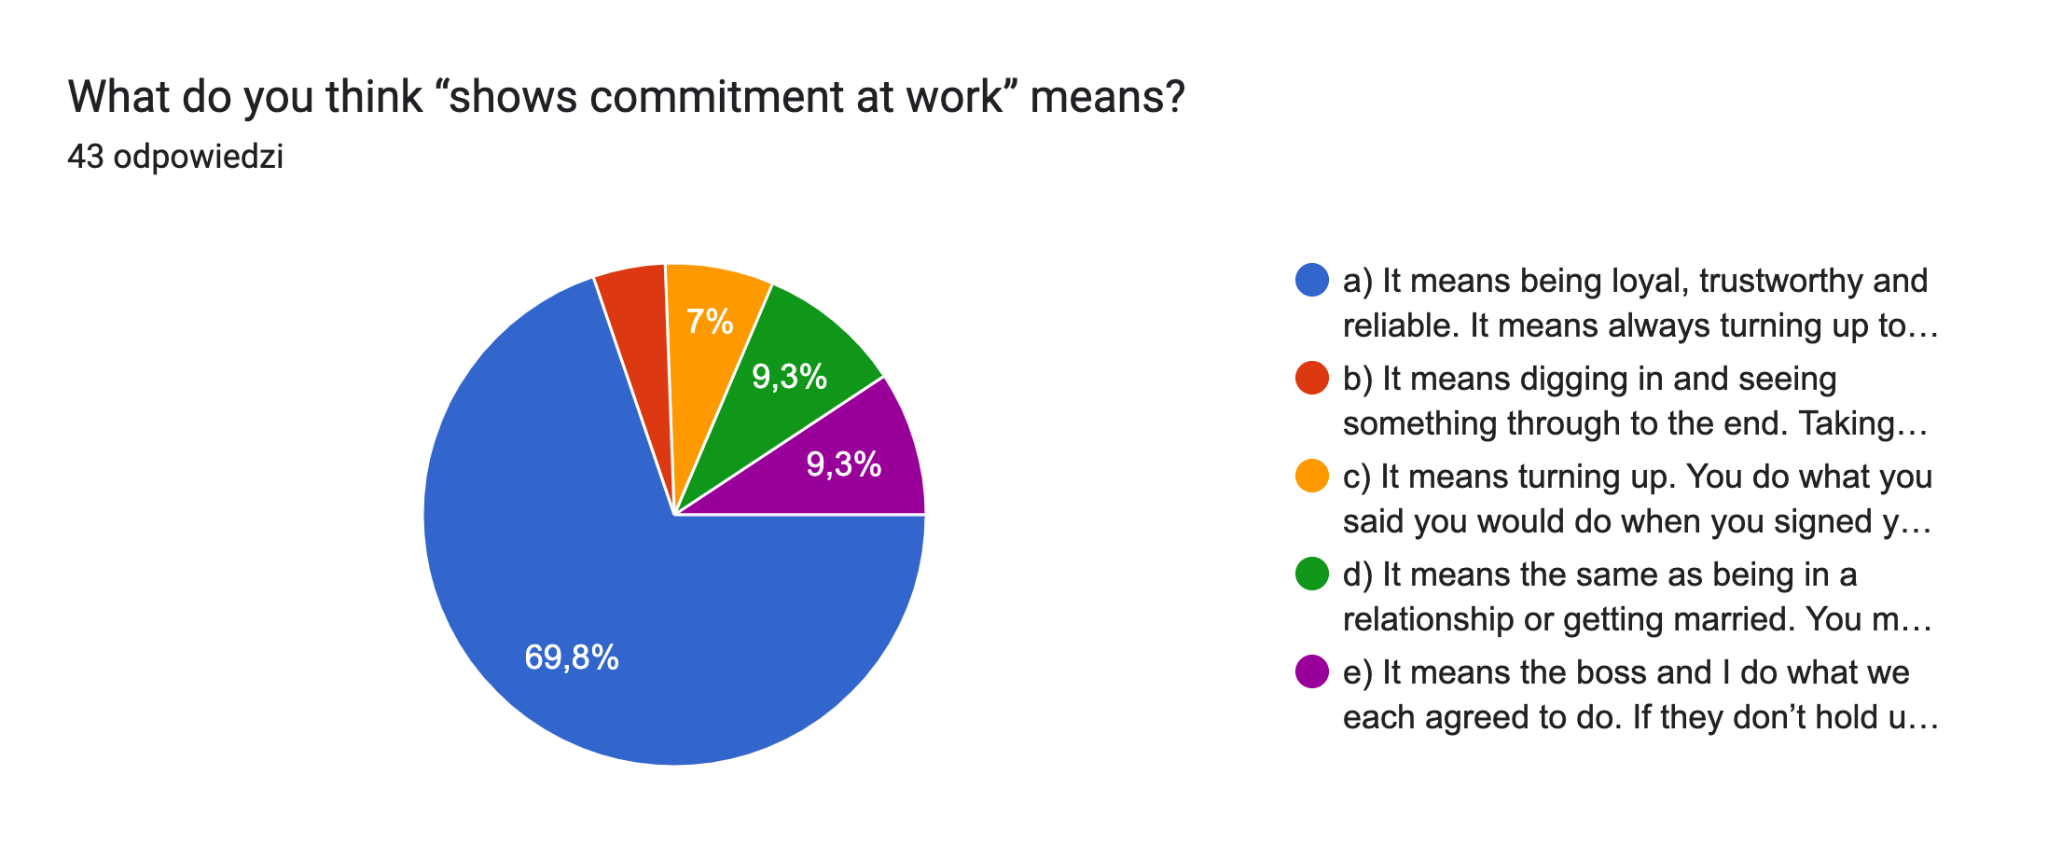 What do you think “shows commitment at work” means?
43 odpowiedzi
7%
9,3%
9,3%
69,8%
a) It means being loyal, trustworthy and
reliable. It means always turning up to…
b) It means digging in and seeing
something through to the end. Taking…
c) It means turning up. You do what you
said you would do when you signed y…
d) It means the same as being in a
relationship or getting married. You m…
e) It means the boss and I do what we
each agreed to do. If they don’t hold u…